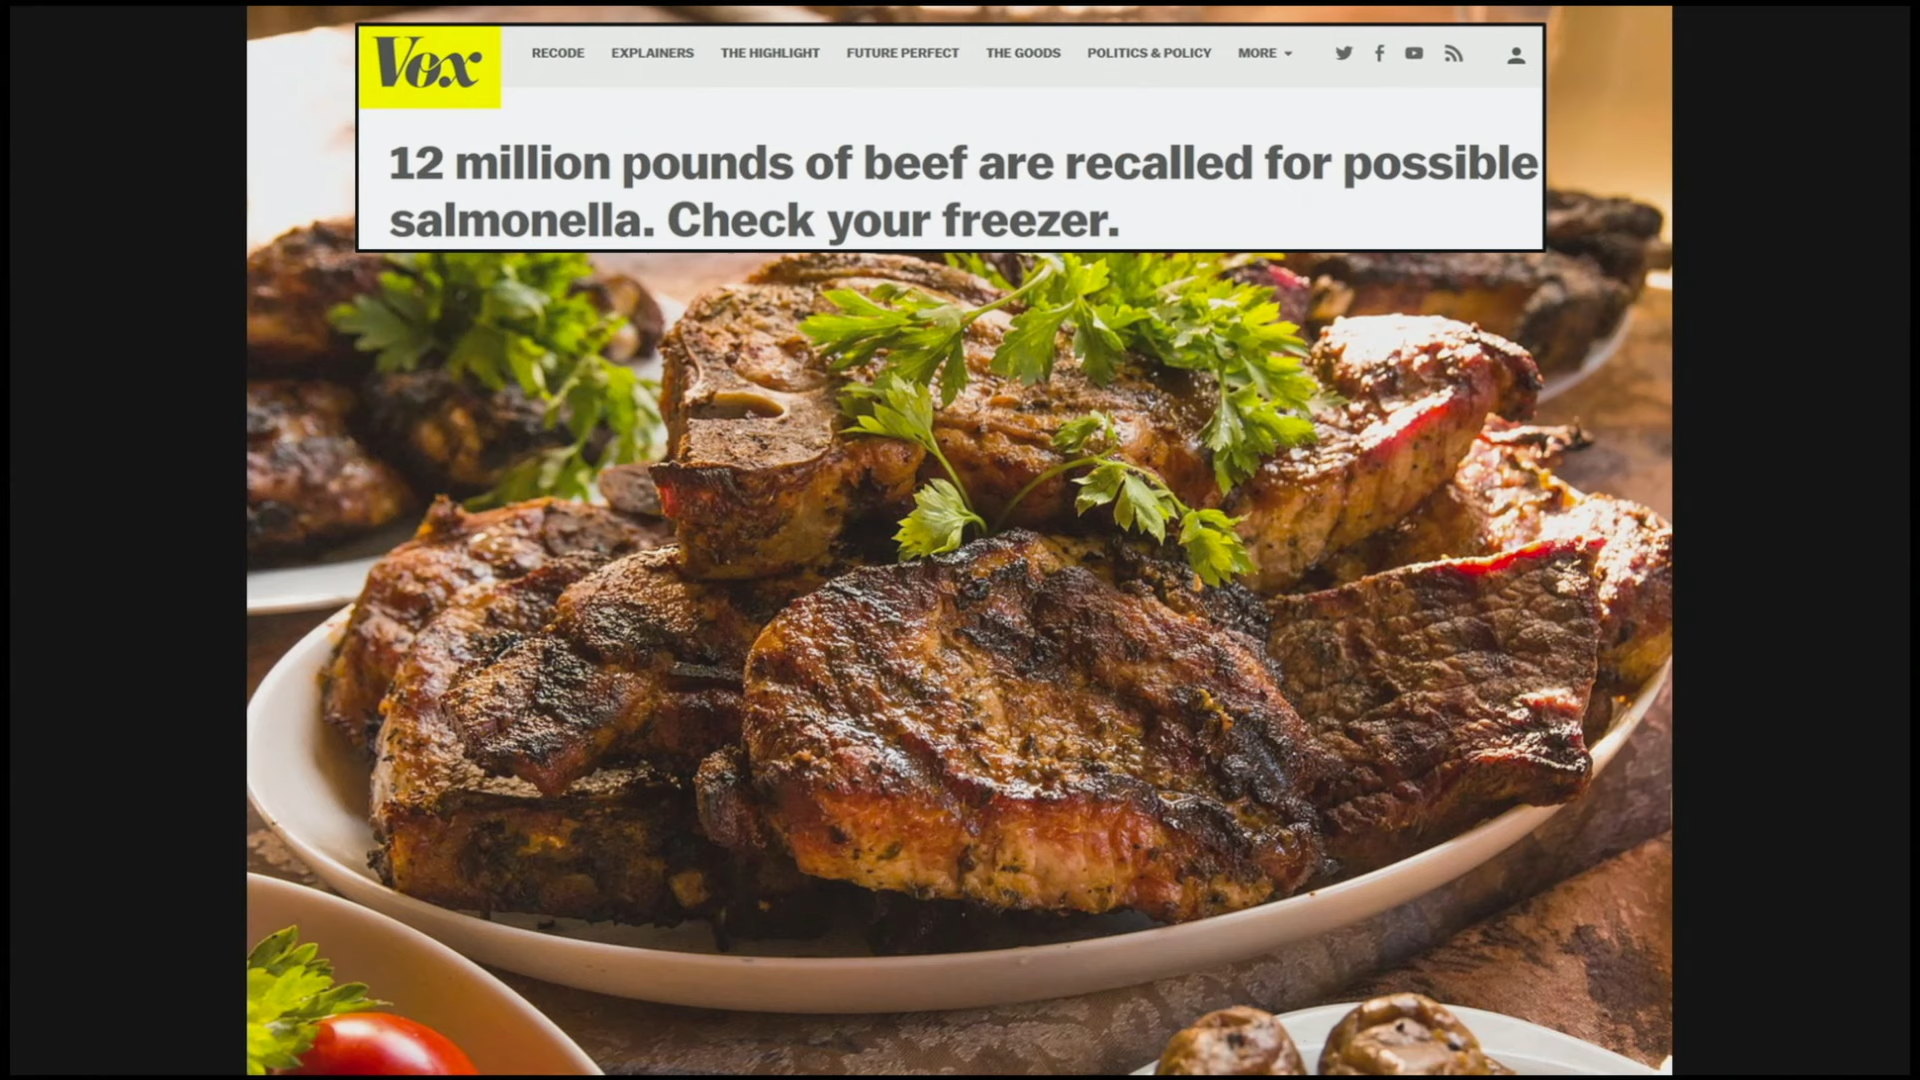 Vox
RECODE EXPLAINERS THE HIGHLIGHT FUTURE PERFECT THE GOODS POLITICS & POLICY MORE
12 million pounds of beef are recalled for possible
salmonella. Check your freezer.